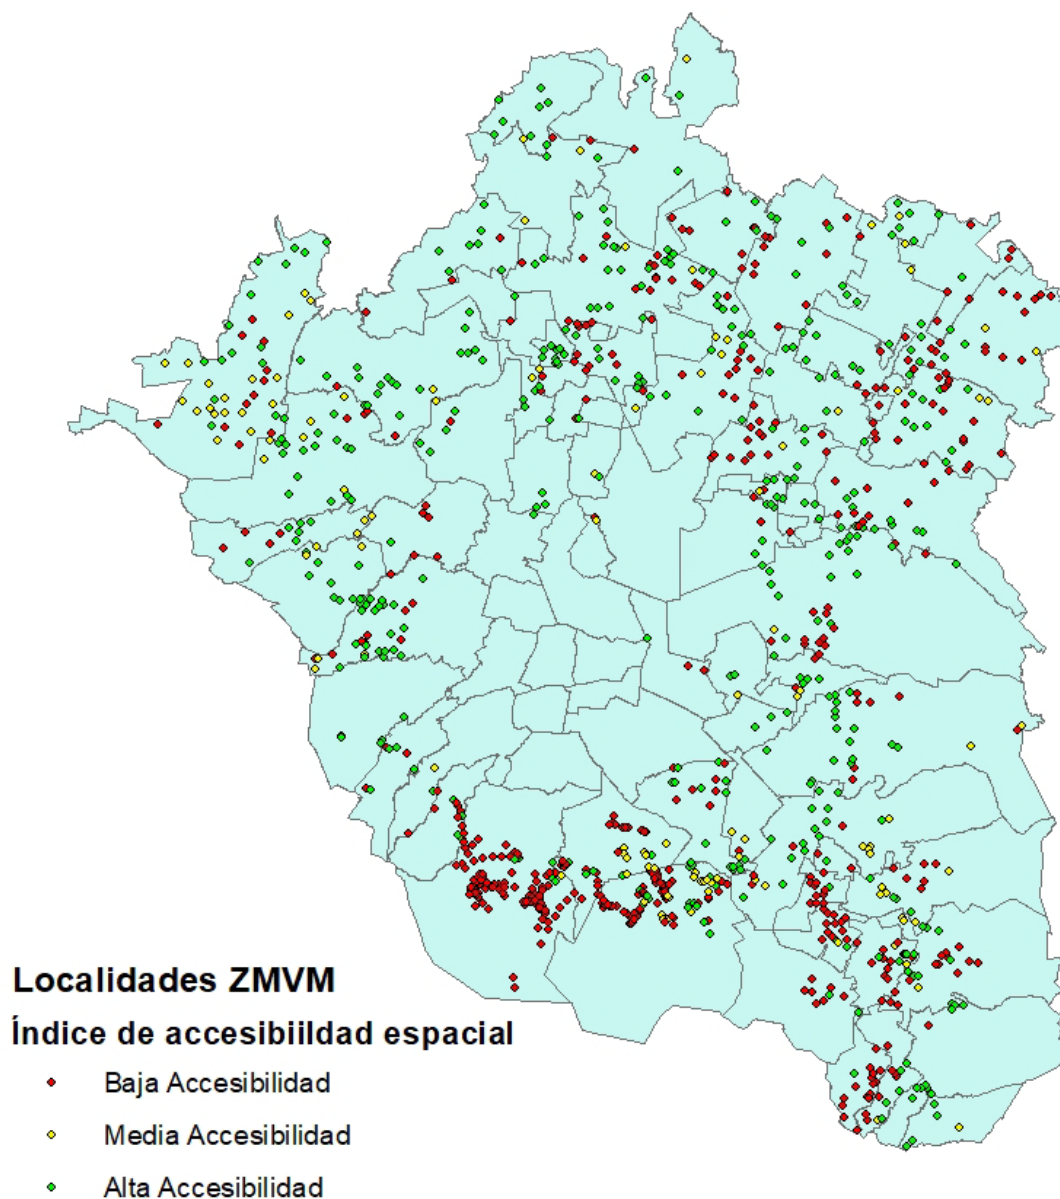 Localidades ZMVM
Índice de accesibiildad espacial
Baja Accesibilidad
Media Accesibilidad
Alta Accesibilidad